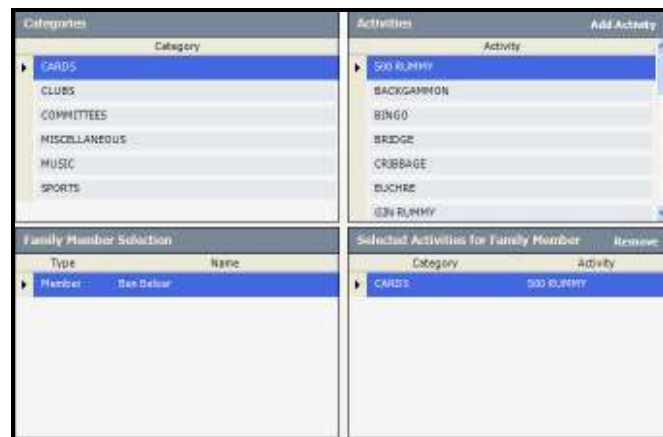 Categories
Category
CARDS
CLUBS
COMMITTEES
MISCELLANEOUS
MUSIC
SPORTS
Activities Add Activity
Activity
500 RUMMY
BACKGAMMON
BINGO
BRIDGE
CRIBBAGE
EUCHRE
GIN RUMMY
Family Member Selection
Type Name
Member Ben
Selected Activities for Family Member Remove
Category Activity
CARDS 500 RUMMY